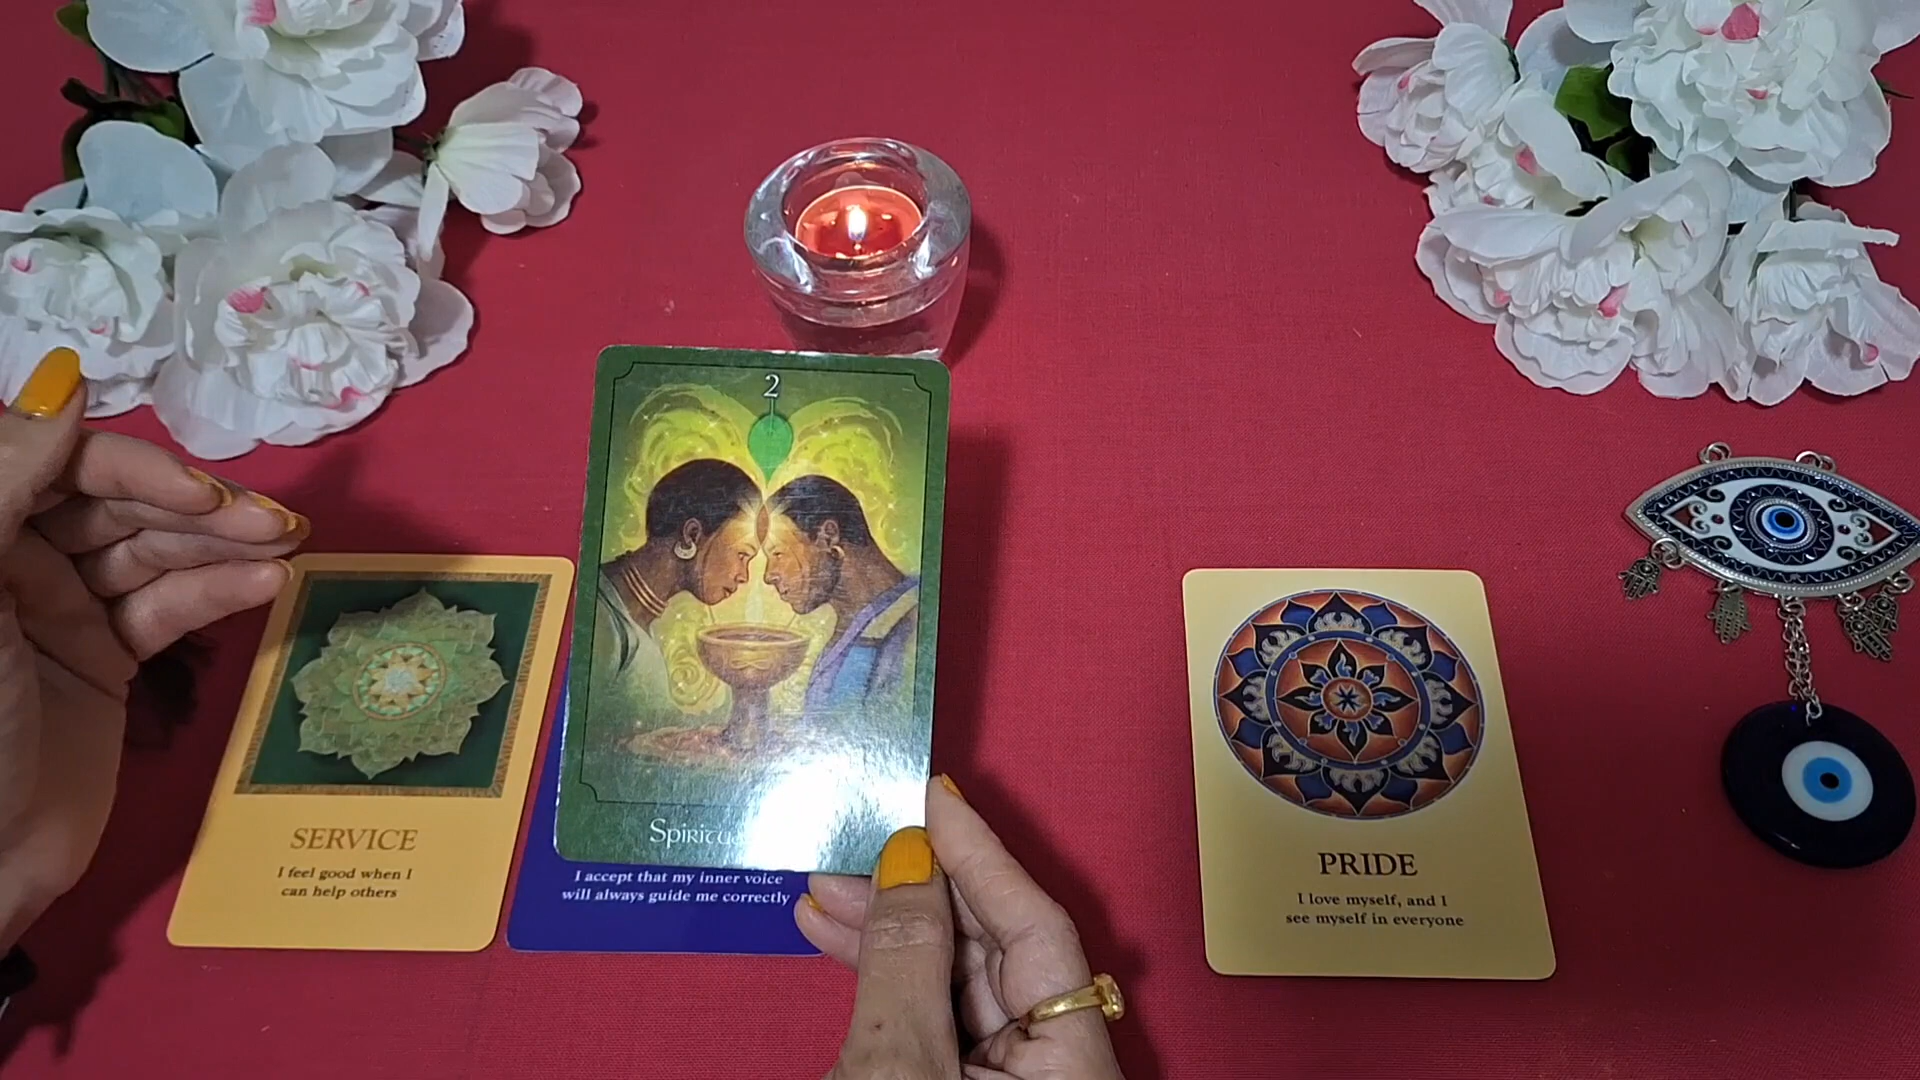 2
Spiritu
SERVICE
I feel good when I
can help others
I accept that my inner voice
will always guide me correctly
PRIDE
I love myself, and I
see myself in everyone